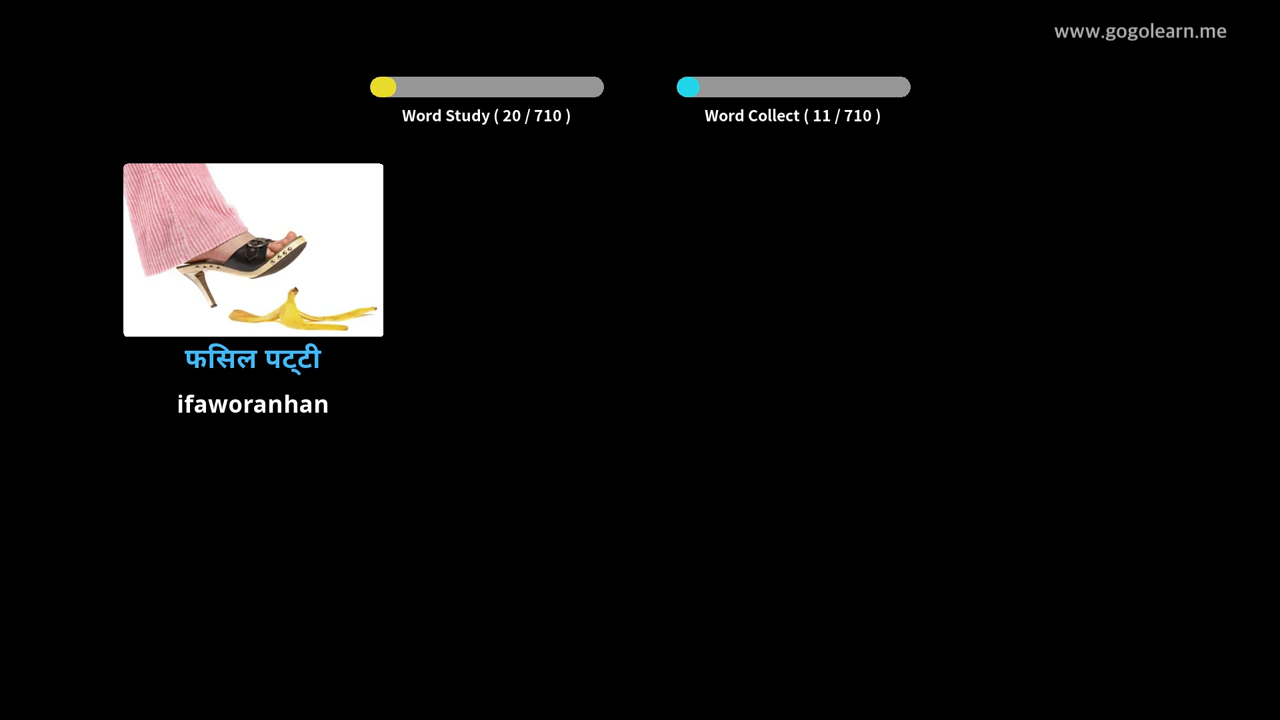 www.gogolearn.me
Word Study ( 20 / 710 )
Word Collect ( 11 / 710 )
फसिल पट्टी
ifaworanhan